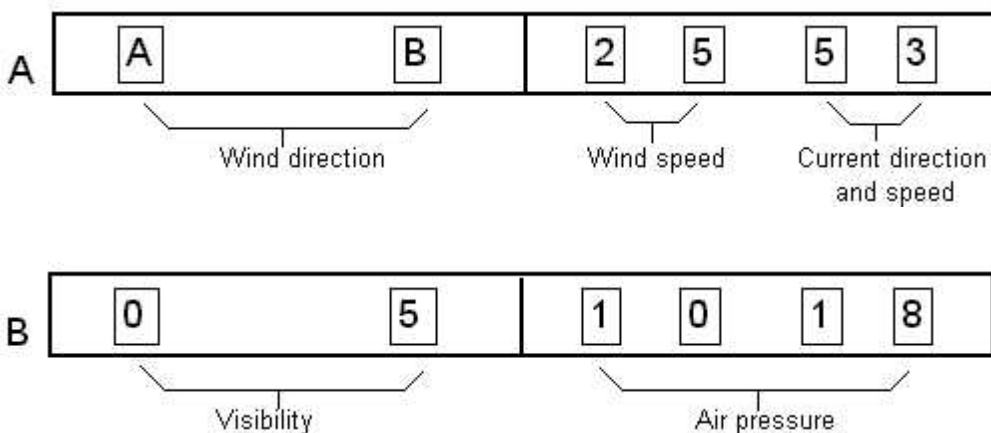 A A B 2 5 5 3
Wind direction Wind speed Current direction
and speed
B 0 5 1 0 1 8
Visibility Air pressure